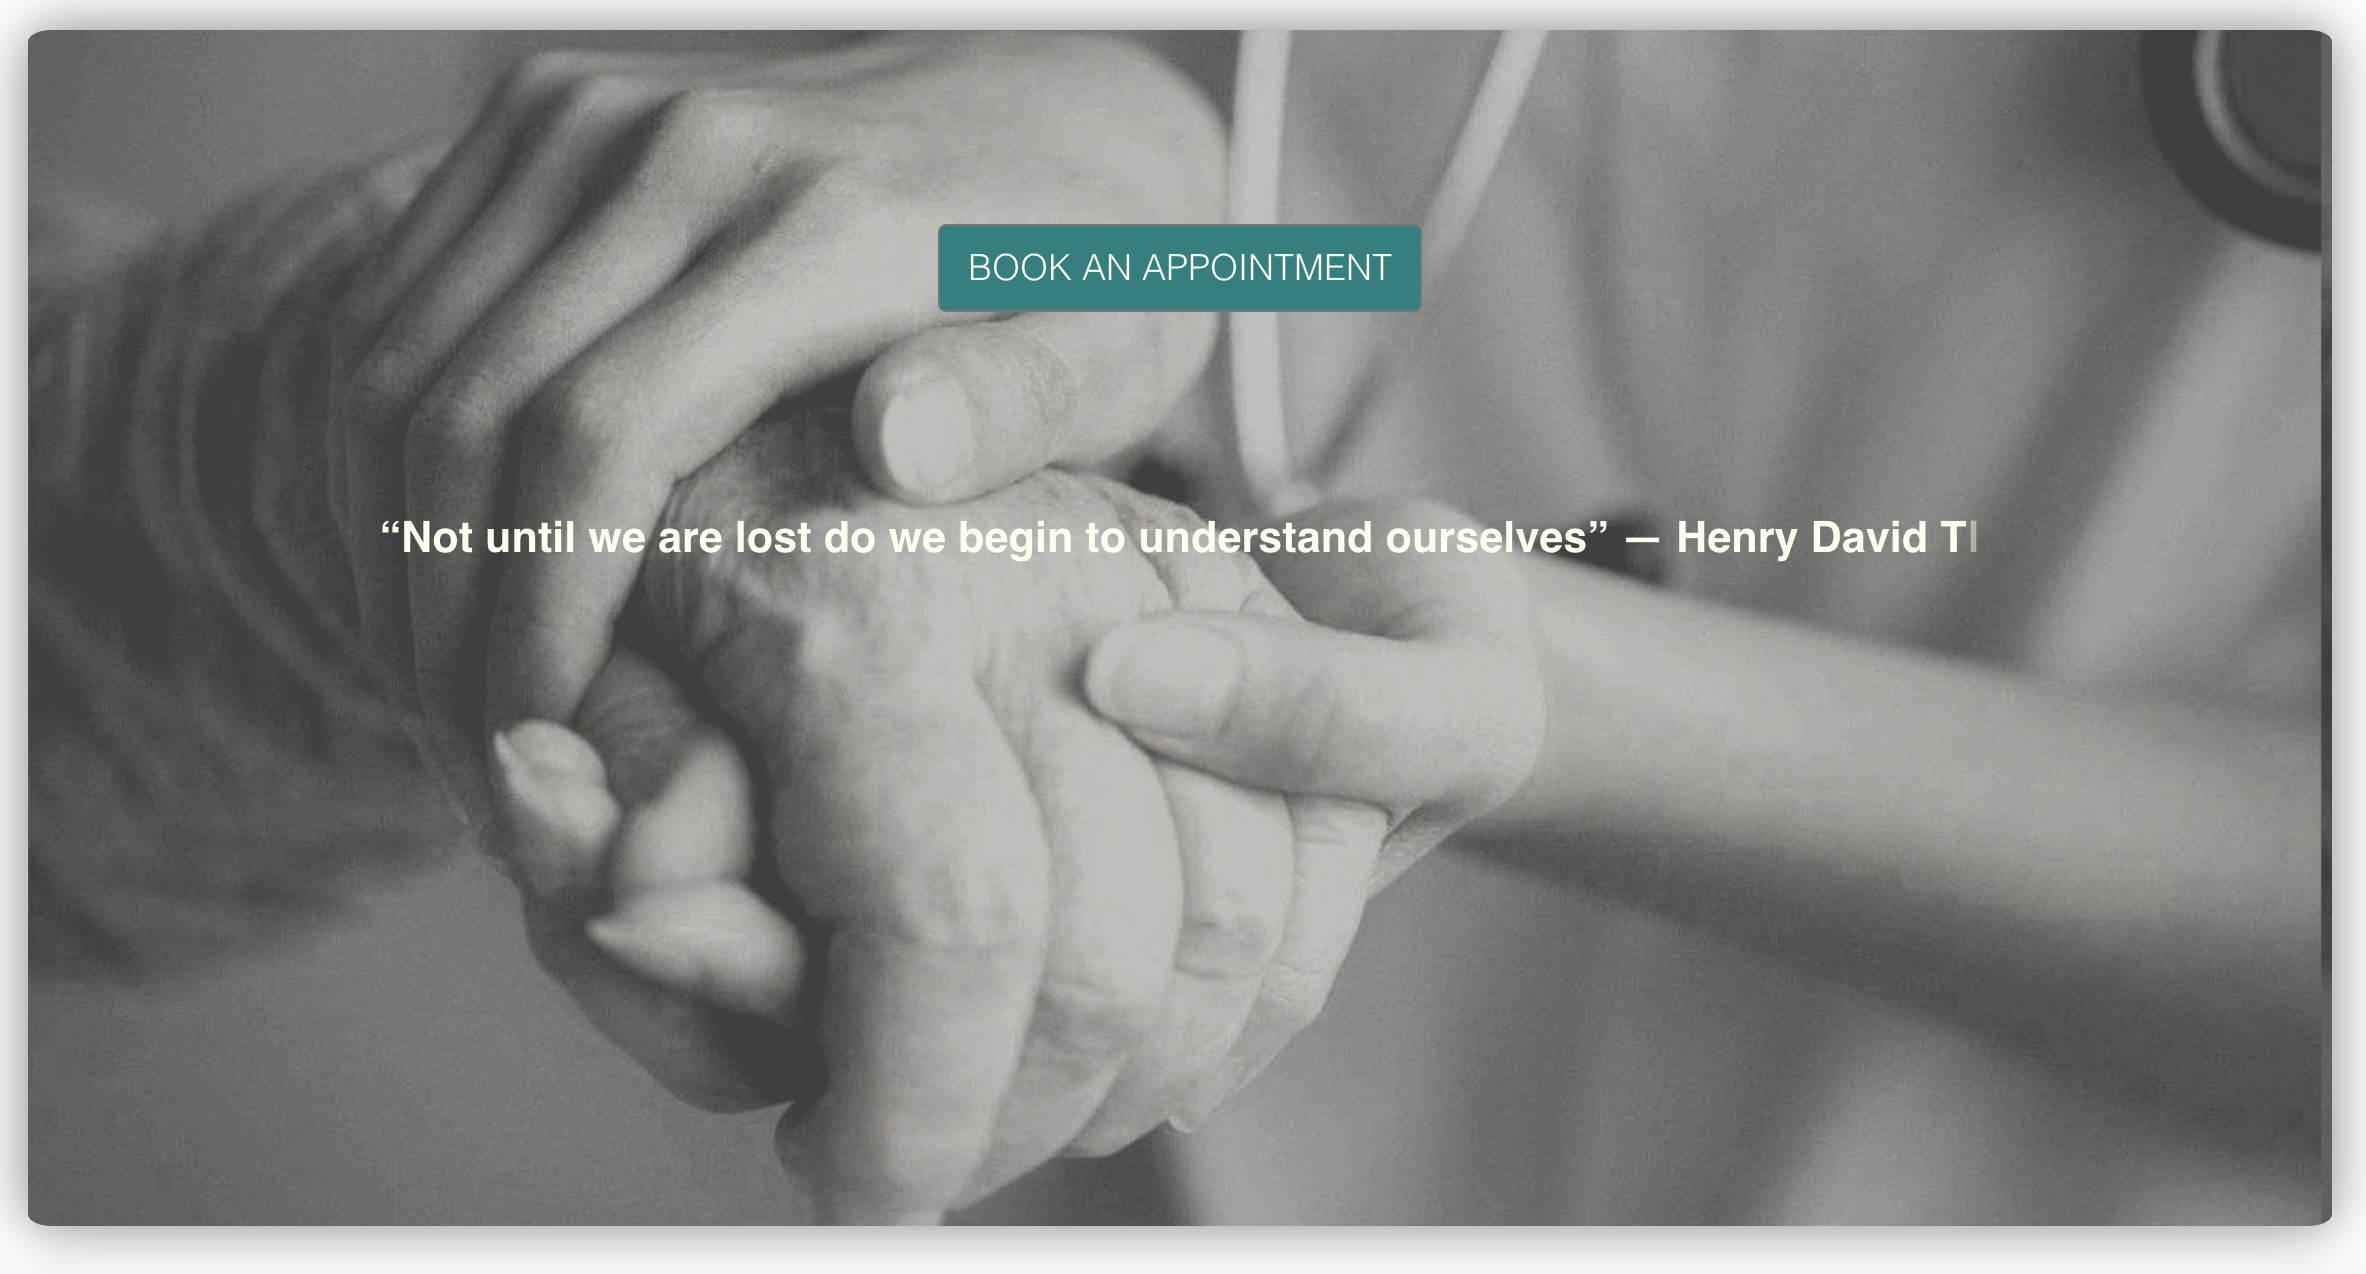 BOOK AN APPOINTMENT
“Not until we are lost do we begin to understand ourselves” — Henry David T